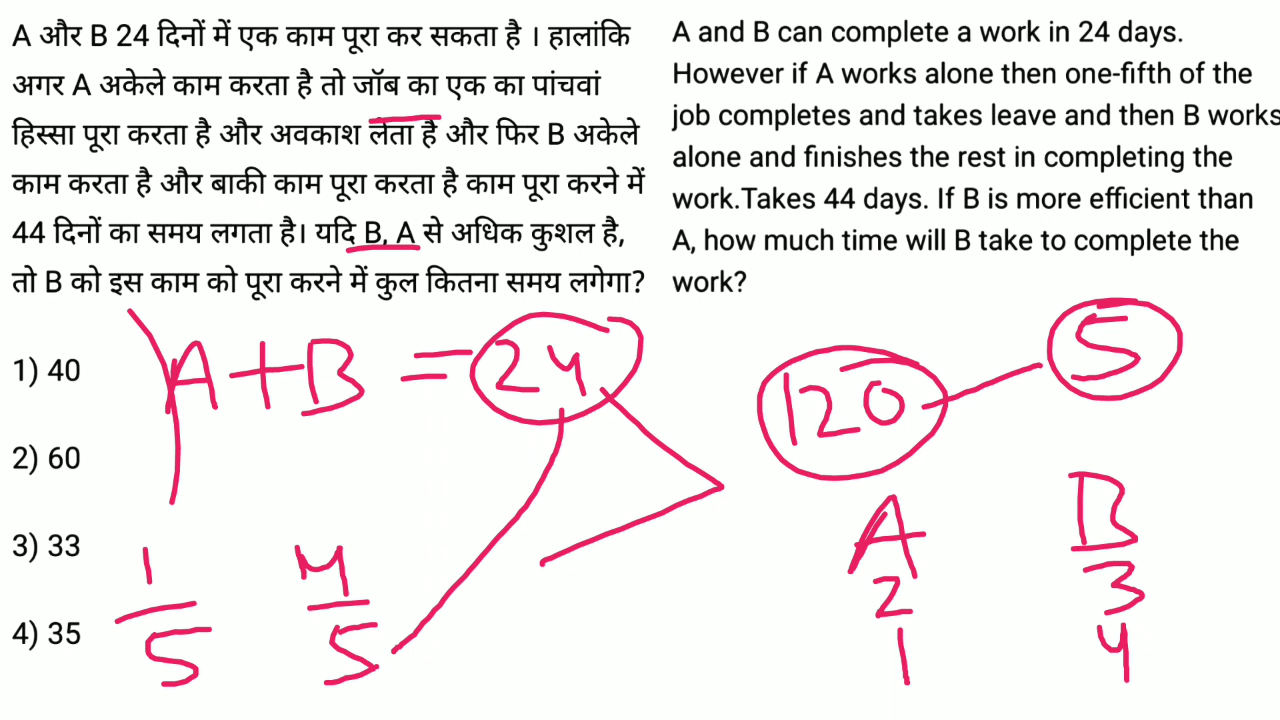 A और B 24 दिनों में एक काम पूरा कर सकता है । हालांकि
अगर A अकेले काम करता है तो जॉब का एक का पांचवां
हिस्सा पूरा करता है और अवकाश लेता है और फिर B अकेले
काम करता है और बाकी काम पूरा करता है काम पूरा करने में
44 दिनों का समय लगता है। यदि B, A से अधिक कुशल है,
तो B को इस काम को पूरा करने में कुल कितना समय लगेगा?
A and B can complete a work in 24 days.
However if A works alone then one-fifth of the
job completes and takes leave and then B works
alone and finishes the rest in completing the
work.Takes 44 days. If B is more efficient than
A, how much time will B take to complete the
work?
1) 40
2) 60
3) 33
4) 35
A+B = 24
120
5
1/5 4/5
A B
2 3
1 4